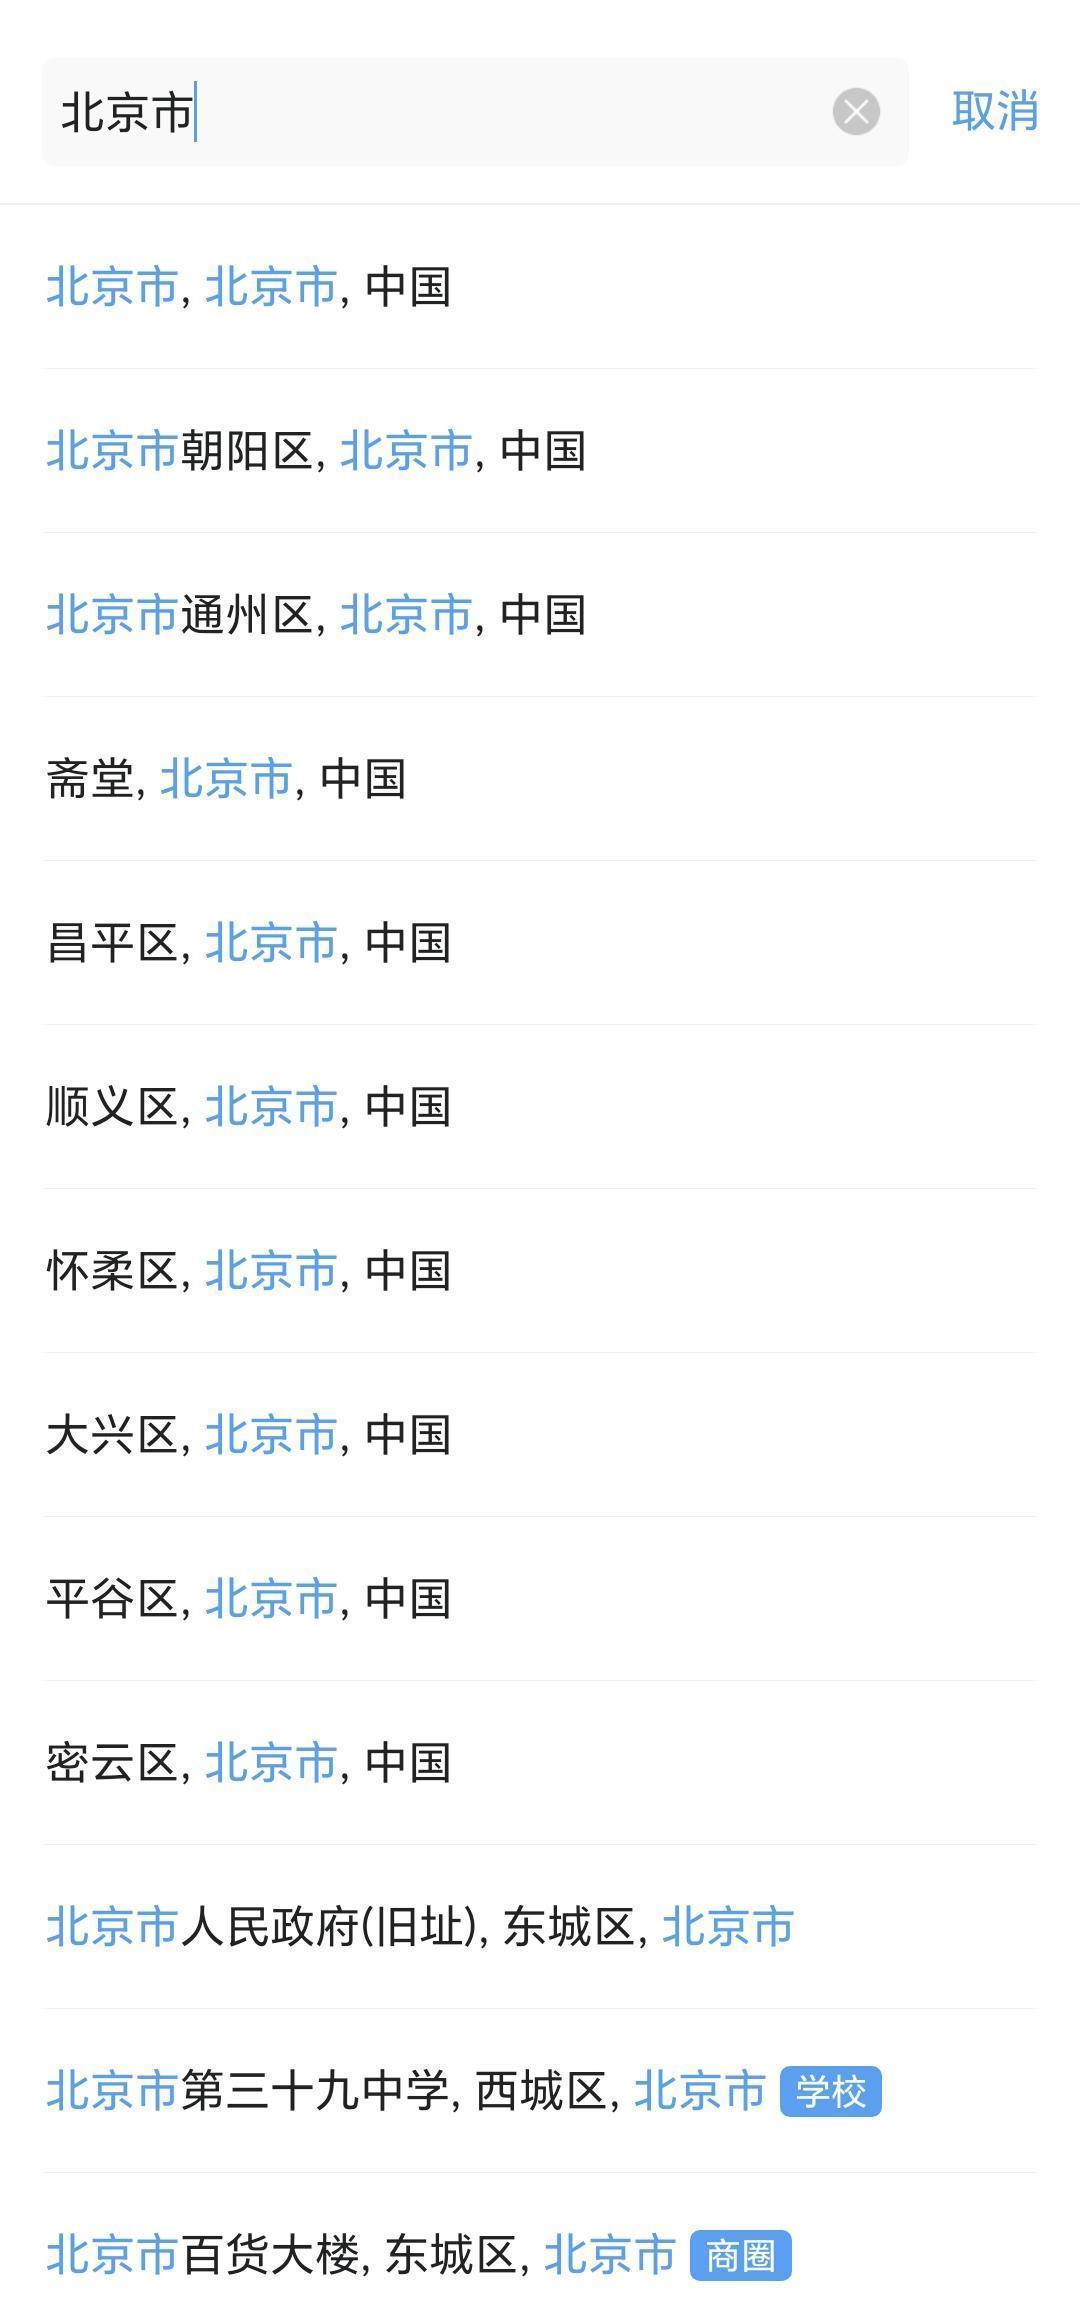 北京市
取消
北京市, 北京市, 中国
北京市朝阳区, 北京市, 中国
北京市通州区, 北京市, 中国
斋堂, 北京市, 中国
昌平区, 北京市, 中国
顺义区, 北京市, 中国
怀柔区, 北京市, 中国
大兴区, 北京市, 中国
平谷区, 北京市, 中国
密云区, 北京市, 中国
北京市人民政府(旧址), 东城区, 北京市
北京市第三十九中学, 西城区, 北京市 学校
北京市百货大楼, 东城区, 北京市 商圈